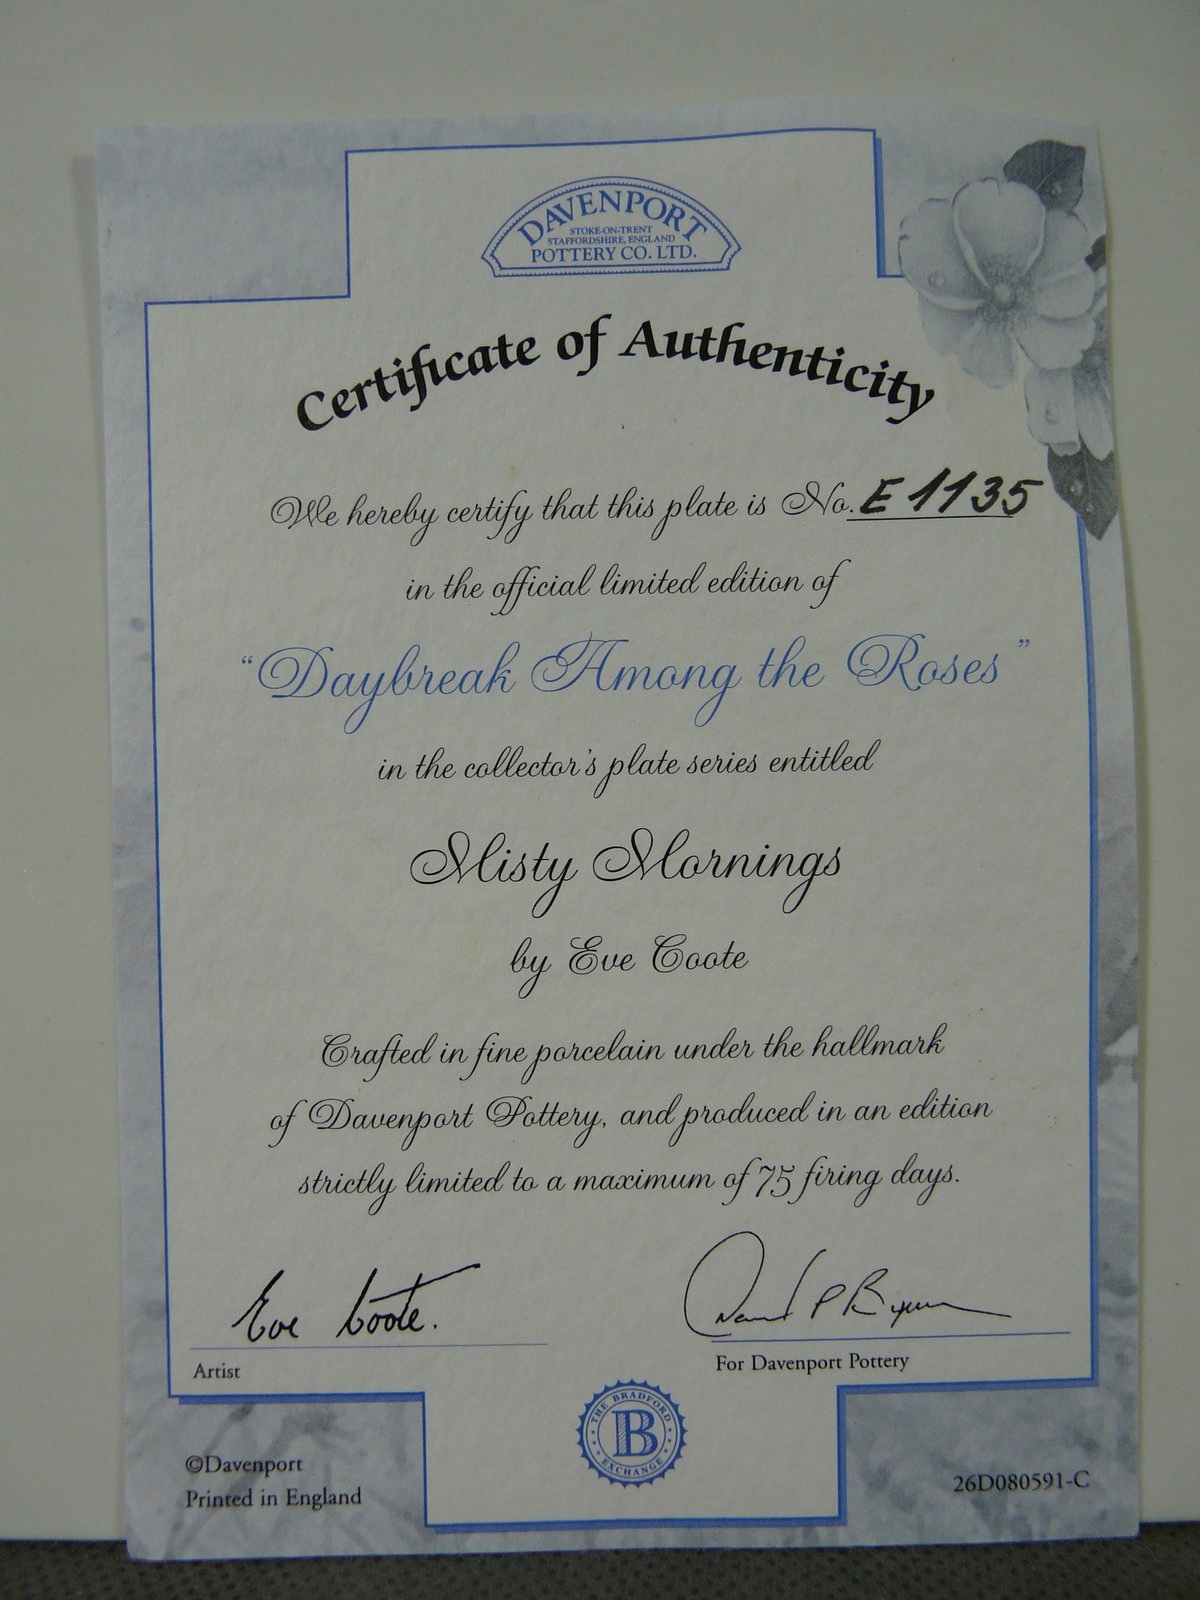 DAVENPORT
STOKE-ON-TRENT
STAFFORDSHIRE, ENGLAND
POTTERY CO. LTD.
Certificate of Authenticity
We hereby certify that this plate is No. E 1135
in the official limited edition of
“Daybreak Among the Roses”
in the collector's plate series entitled
Misty Mornings
by Eve Coote
Crafted in fine porcelain under the hallmark
of Davenport Pottery, and produced in an edition
strictly limited to a maximum of 75 firing days.
Eve Coote.
Artist
For Davenport Pottery
THE BRADFORD
B
EXCHANGE
©Davenport
Printed in England
26D080591-C